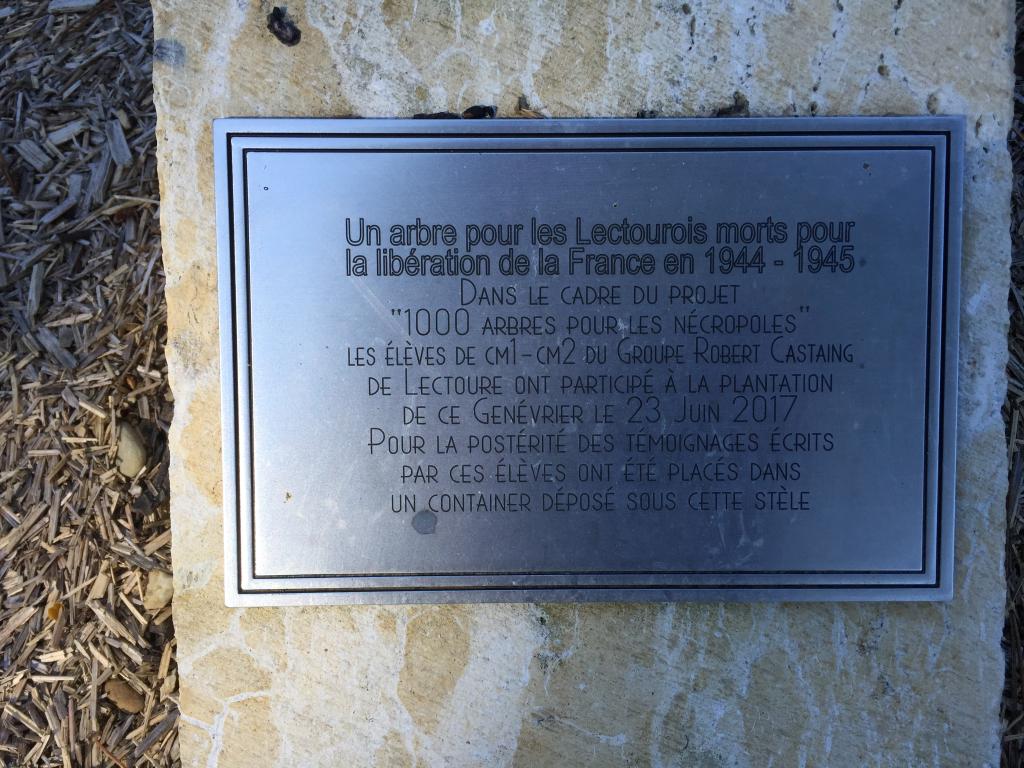 Un arbre pour les Lectourois morts pour
la libération de la France en 1944 - 1945
Dans le cadre du projet
"1000 arbres pour les nécropoles"
les élèves de cm1-cm2 du Groupe Robert Castaing
de Lectoure ont participé à la plantation
de ce Genévrier le 23 Juin 2017
Pour la postérité des témoignages écrits
par ces élèves ont été placés dans
un container déposé sous cette stèle